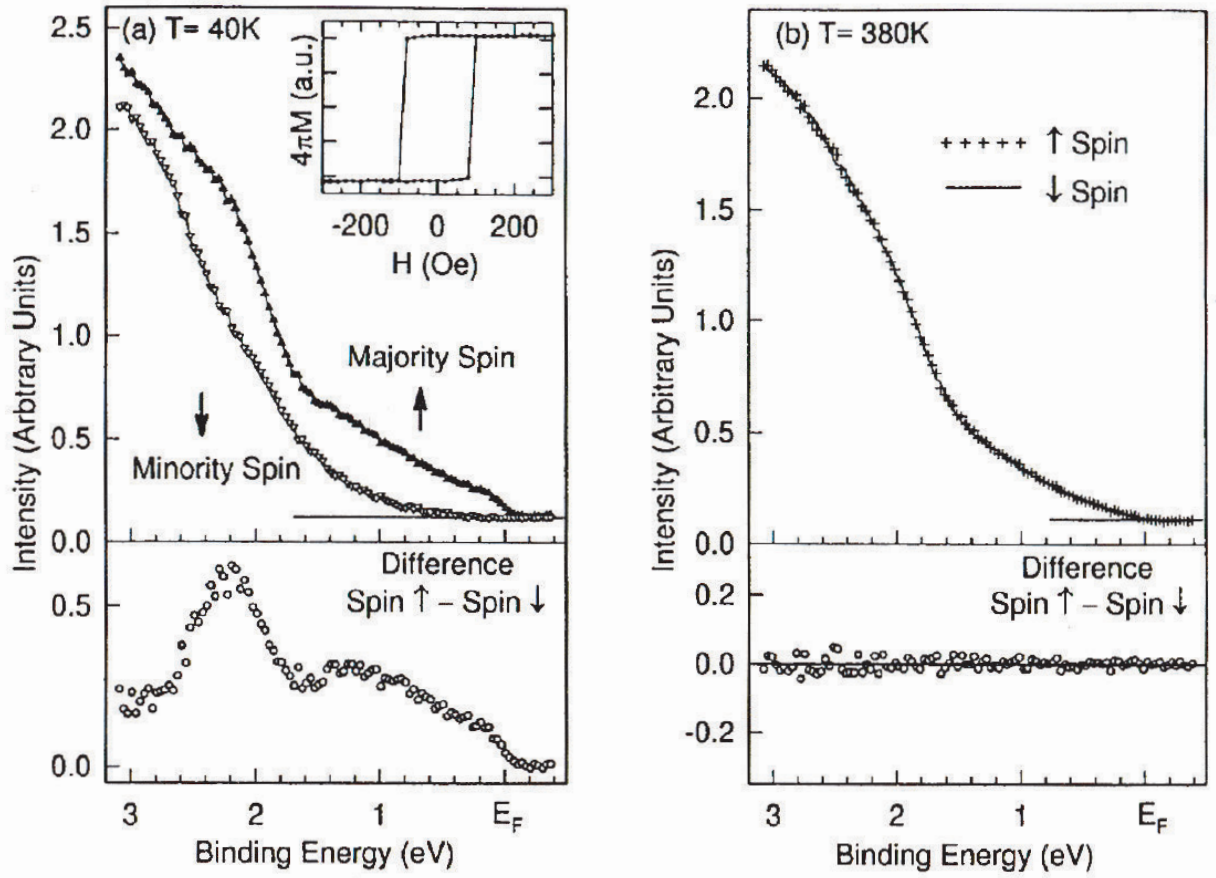 (a) T= 40K
2.5
2.0
1.5
1.0
0.5
0.0
Intensity (Arbtrary Units)
4πM (a.u.)
-200 0 200
H (Oe)
Majority Spin
↑
↓
Minority Spin
Difference
Spin ↑ – Spin ↓
0.5
0.0
3 2 1 E_F
Binding Energy (eV)
(b) T= 380K
2.0
1.5
1.0
0.5
0.0
Intensity (Arbitrary Units)
+++++ ↑ Spin
↓ Spin
Difference
Spin ↑ – Spin ↓
0.2
0.0
-0.2
3 2 1 E_F
Binding Energy (eV)